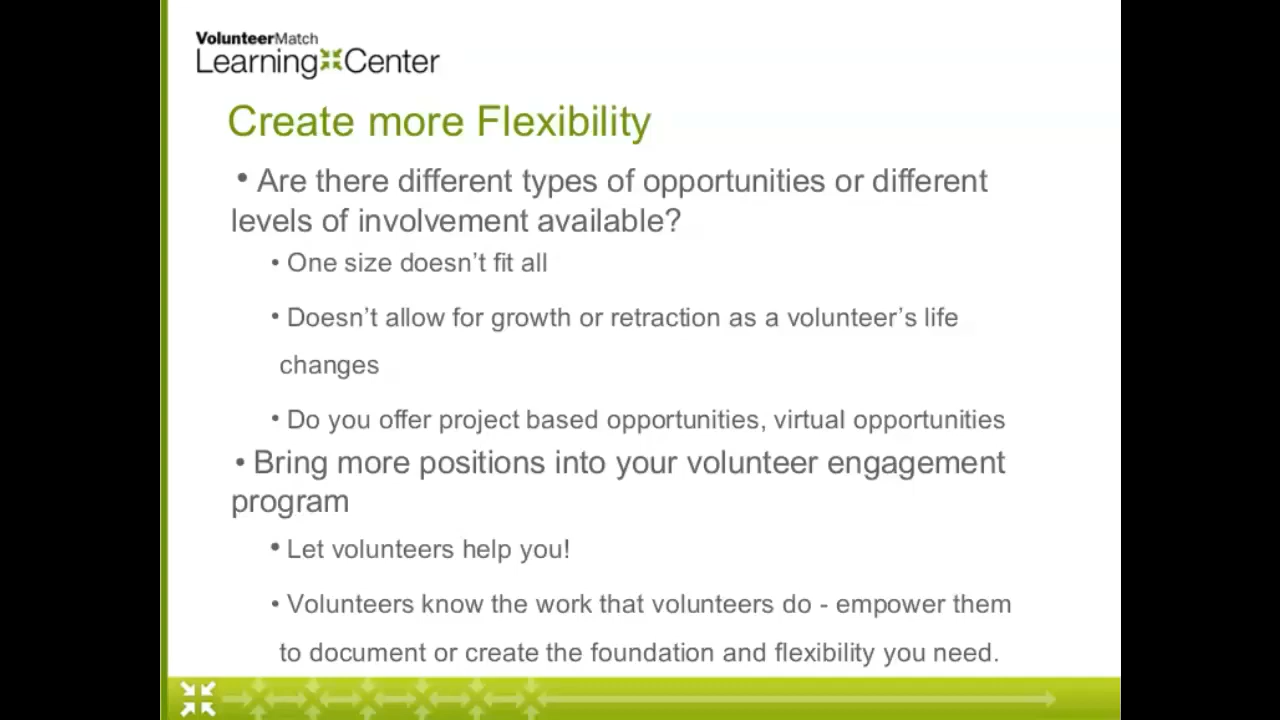 VolunteerMatch
Learning Center
Create more Flexibility
• Are there different types of opportunities or different
levels of involvement available?
• One size doesn’t fit all
• Doesn’t allow for growth or retraction as a volunteer’s life
changes
• Do you offer project based opportunities, virtual opportunities
• Bring more positions into your volunteer engagement
program
• Let volunteers help you!
• Volunteers know the work that volunteers do - empower them
to document or create the foundation and flexibility you need.